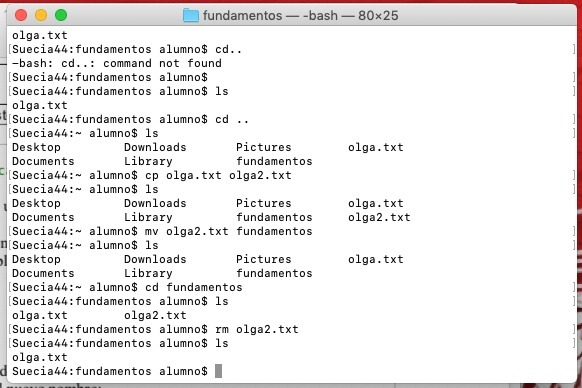 fundamentos — -bash — 80×25
olga.txt
[Suecia44:fundamentos alumno$ cd..
-bash: cd..: command not found
[Suecia44:fundamentos alumno$
[Suecia44:fundamentos alumno$ ls
olga.txt
[Suecia44:fundamentos alumno$ cd ..
[Suecia44:~ alumno$ ls
Desktop Downloads Pictures olga.txt
Documents Library fundamentos
[Suecia44:~ alumno$ cp olga.txt olga2.txt
[Suecia44:~ alumno$ ls
Desktop Downloads Pictures olga.txt
Documents Library fundamentos olga2.txt
[Suecia44:~ alumno$ mv olga2.txt fundamentos
[Suecia44:~ alumno$ ls
Desktop Downloads Pictures olga.txt
Documents Library fundamentos
[Suecia44:~ alumno$ cd fundamentos
[Suecia44:fundamentos alumno$ ls
olga.txt olga2.txt
[Suecia44:fundamentos alumno$ rm olga2.txt
[Suecia44:fundamentos alumno$ ls
olga.txt
Suecia44:fundamentos alumno$